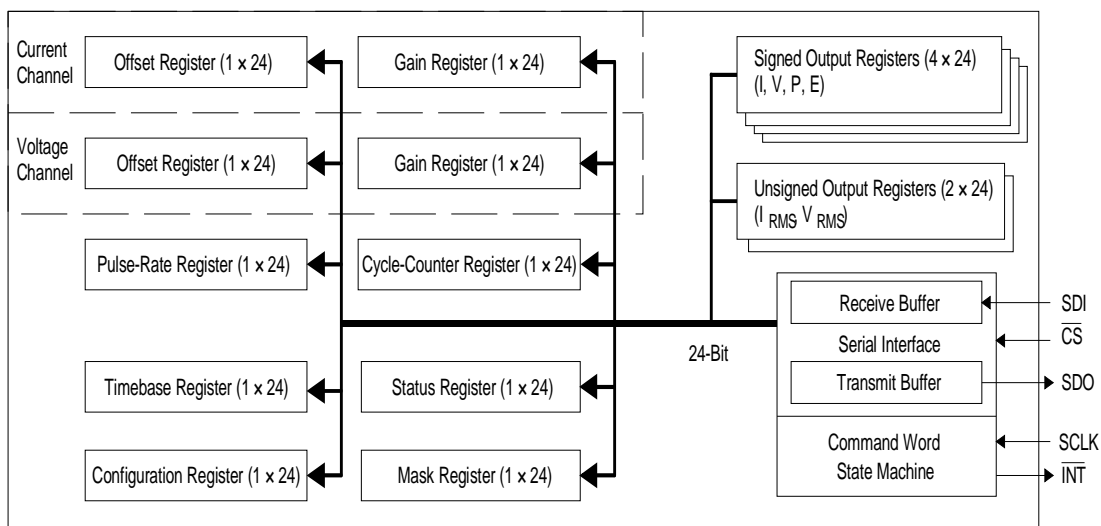 Current
Channel
Offset Register (1 × 24)
Gain Register (1 × 24)
Signed Output Registers (4 × 24)
(I, V, P, E)
Voltage
Channel
Offset Register (1 × 24)
Gain Register (1 × 24)
Unsigned Output Registers (2 × 24)
(I RMS, V RMS)
Pulse-Rate Register (1 × 24)
Cycle-Counter Register (1 × 24)
Receive Buffer
SDI
24-Bit
Serial Interface
CS
Timebase Register (1 × 24)
Status Register (1 × 24)
Transmit Buffer
SDO
Configuration Register (1 × 24)
Mask Register (1 × 24)
Command Word
State Machine
SCLK
INT